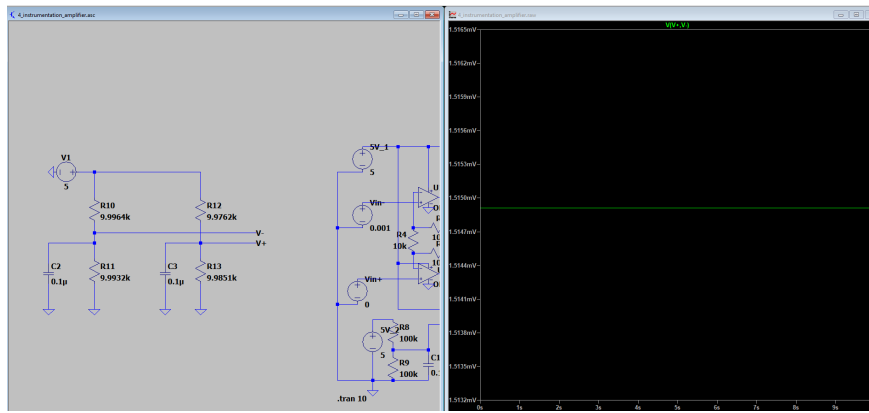 4_instrumentation_amplifier.asc
V1
5
R10
9.9964k
R12
9.9762k
V-
V+
C2
0.1µ
R11
9.9932k
C3
0.1µ
R13
9.9851k
5V_1
5
Vin-
0.001
R4
10k
Vin+
0
5V_2
5
R8
100k
R9
100k
C1
.tran 10
4_instrumentation_amplifier.asc
V(V+,V-)
1.5165mV
1.5162mV
1.5159mV
1.5156mV
1.5153mV
1.5150mV
1.5147mV
1.5144mV
1.5141mV
1.5138mV
1.5135mV
1.5132mV
0s 1s 2s 3s 4s 5s 6s 7s 8s 9s